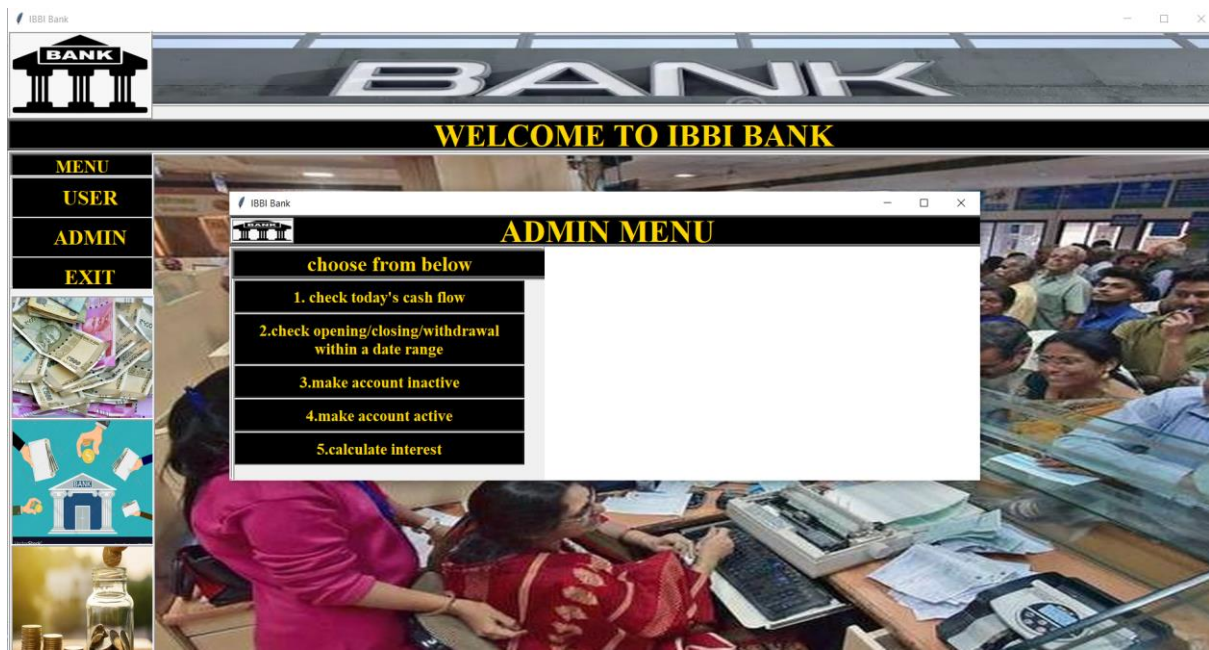 IBBI Bank
BANK
BANK
WELCOME TO IBBI BANK
MENU
USER
ADMIN
EXIT
BANK
IBBI Bank
BANK
ADMIN MENU
choose from below
1. check today's cash flow
2.check opening/closing/withdrawal
within a date range
3.make account inactive
4.make account active
5.calculate interest